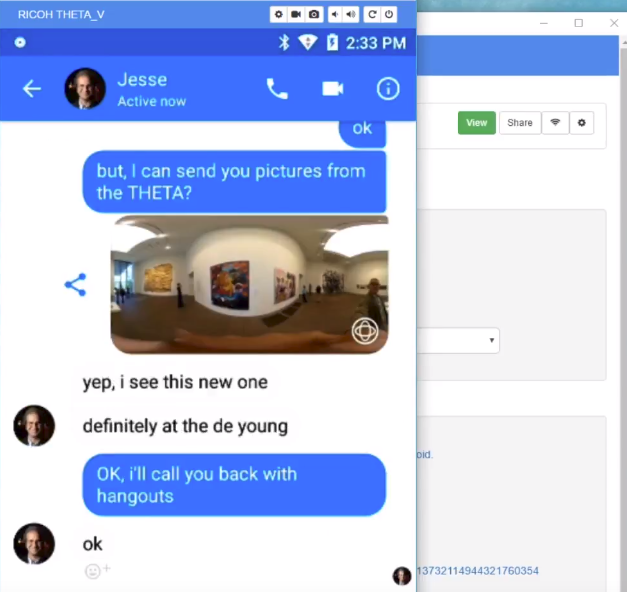 RICOH THETA_V
2:33 PM
Jesse
Active now
ok
but, I can send you pictures from
the THETA?
yep, i see this new one
definitely at the de young
OK, i'll call you back with
hangouts
ok
View
Share
oid.
13732114944321760354